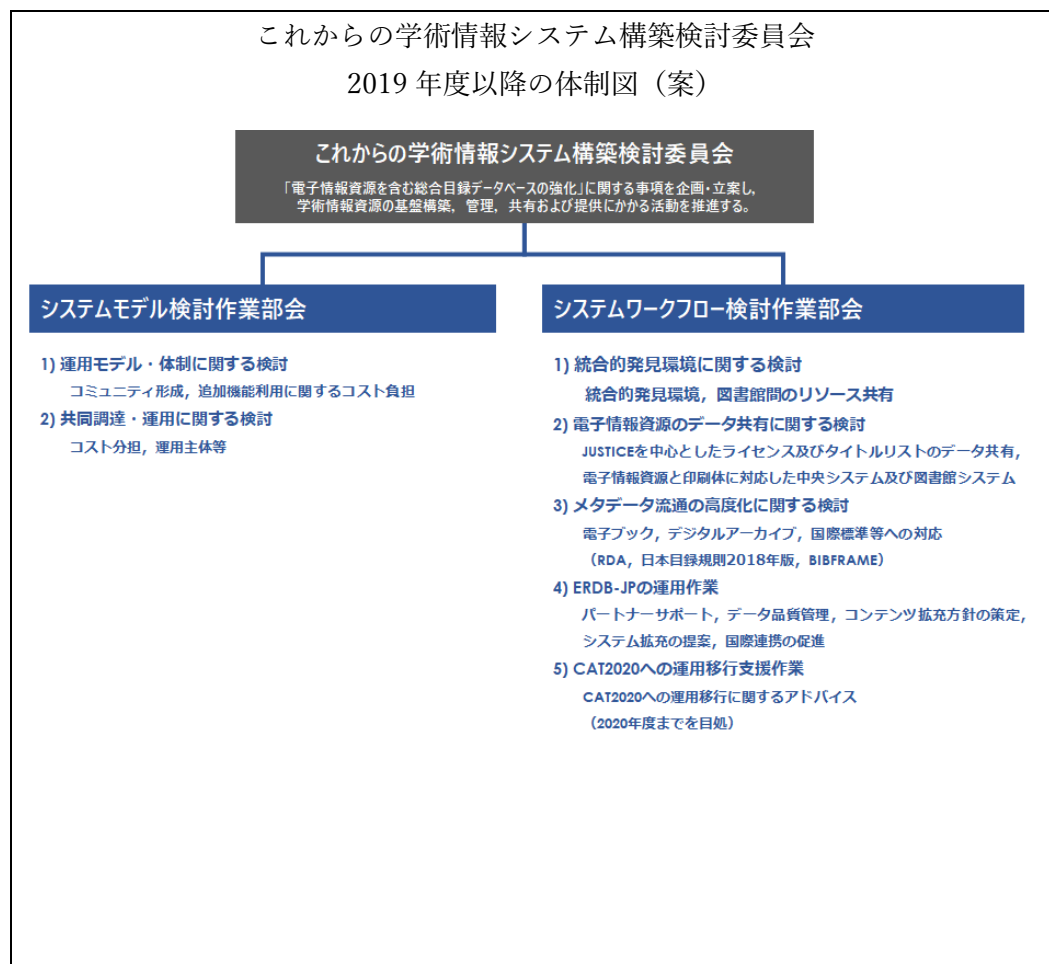 これからの学術情報システム構築検討委員会
2019 年度以降の体制図（案）
これからの学術情報システム構築検討委員会
「電子情報資源を含む総合目録データベースの強化」に関する事項を企画・立案し，
学術情報資源の基盤構築，管理，共有および提供にかかる活動を推進する。
システムモデル検討作業部会
1) 運用モデル・体制に関する検討
コミュニティ形成，追加機能利用に関するコスト負担
2) 共同調達・運用に関する検討
コスト分担，運用主体等
システムワークフロー検討作業部会
1) 統合的発見環境に関する検討
統合的発見環境，図書館間のリソース共有
2) 電子情報資源のデータ共有に関する検討
JUSTICEを中心としたライセンス及びタイトルリストのデータ共有，
電子情報資源と印刷体に対応した中央システム及び図書館システム
3) メタデータ流通の高度化に関する検討
電子ブック，デジタルアーカイブ，国際標準等への対応
（RDA，日本目録規則2018年版，BIBFRAME）
4) ERDB-JPの運用作業
パートナーサポート，データ品質管理，コンテンツ拡充方針の策定，
システム拡充の提案，国際連携の促進
5) CAT2020への運用移行支援作業
CAT2020への運用移行に関するアドバイス
（2020年度までを目処）